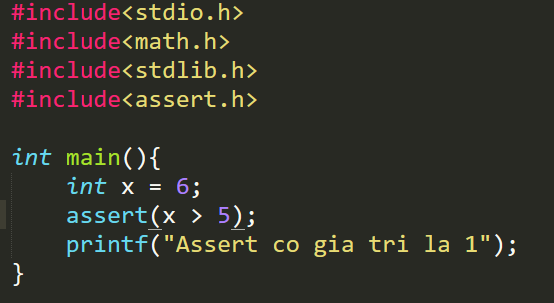 #include<stdio.h>
#include<math.h>
#include<stdlib.h>
#include<assert.h>
int main(){
int x = 6;
assert(x > 5);
printf("Assert co gia tri la 1");
}